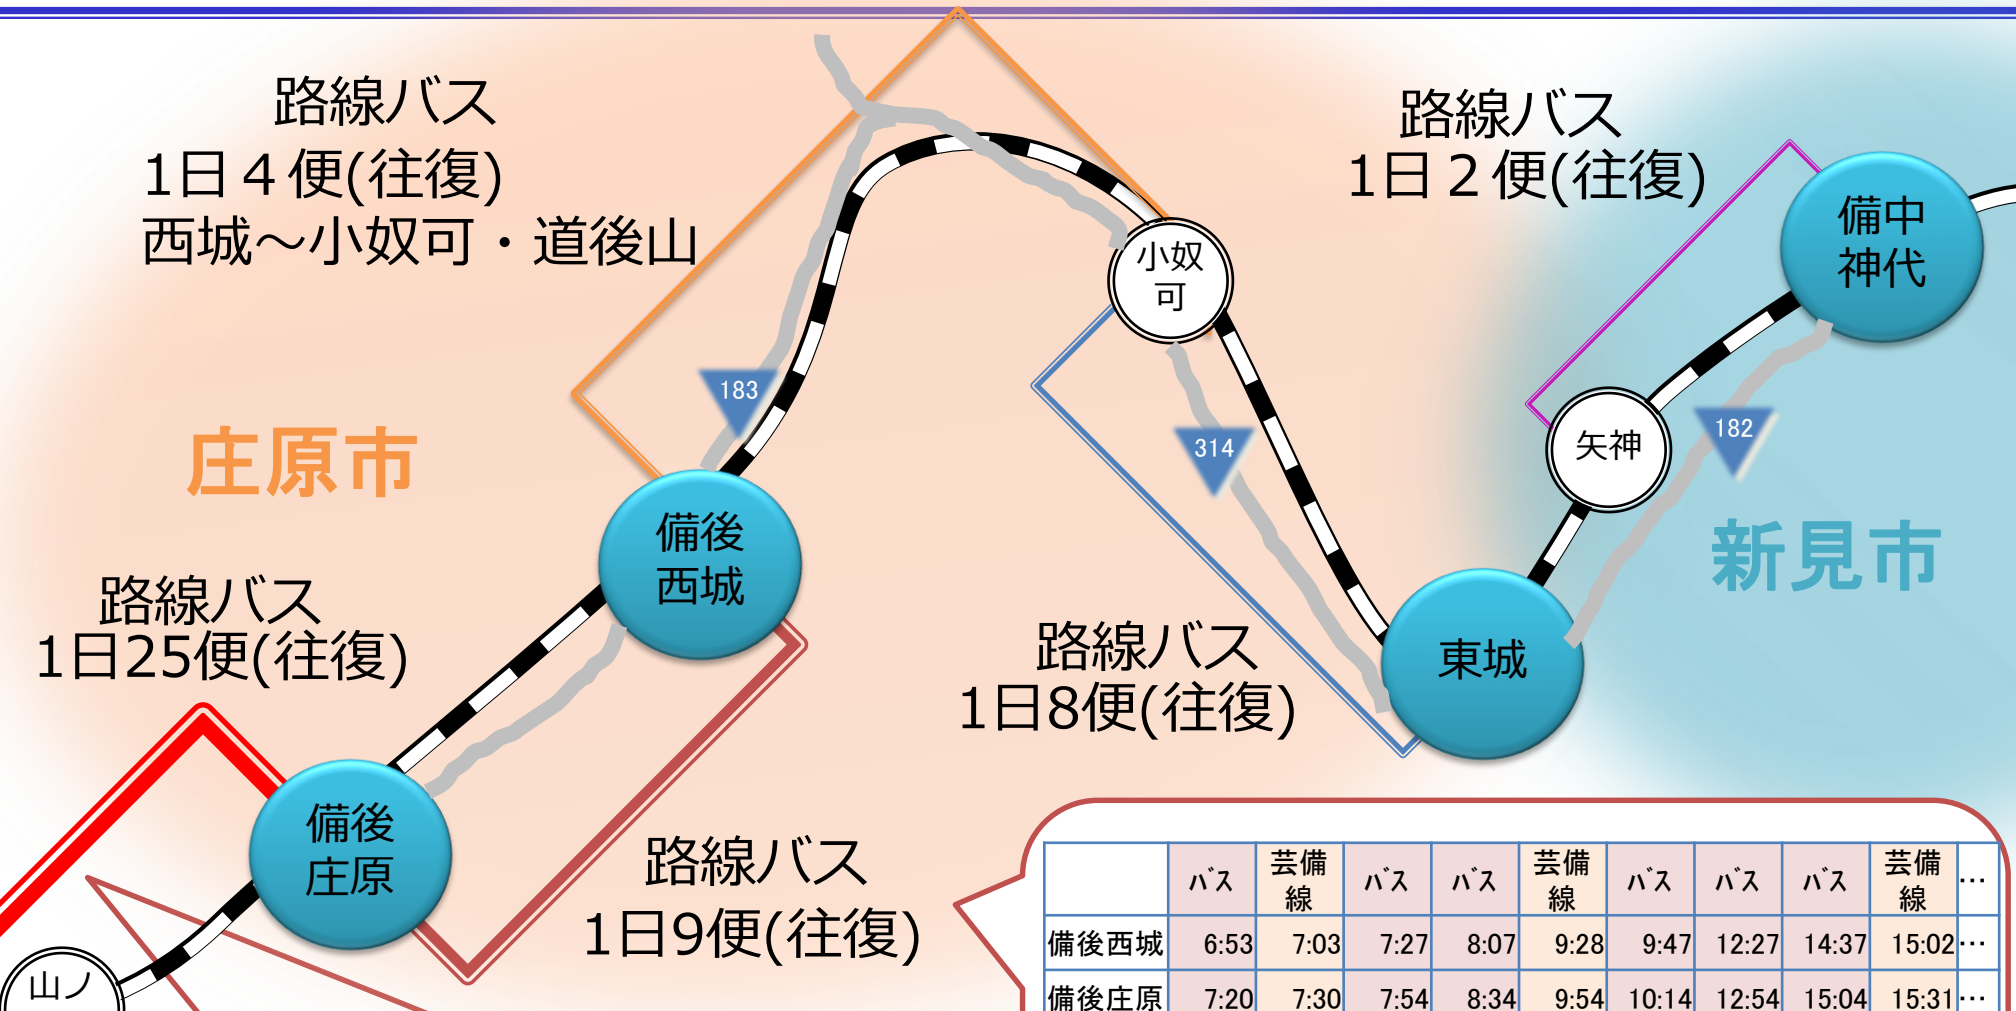 路線バス
1日４便(往復)
西城～小奴可・道後山
路線バス
1日２便(往復)
備中
神代
小奴
可
183
314
矢神
182
庄原市
新見市
備後
西城
路線バス
1日25便(往復)
路線バス
1日8便(往復)
東城
備後
庄原
路線バス
1日9便(往復)
山ノ
バス 芸備線 バス バス 芸備線 バス バス バス 芸備線 …
備後西城 6:53 7:03 7:27 8:07 9:28 9:47 12:27 14:37 15:02 …
備後庄原 7:20 7:30 7:54 8:34 9:54 10:14 12:54 15:04 15:31 …